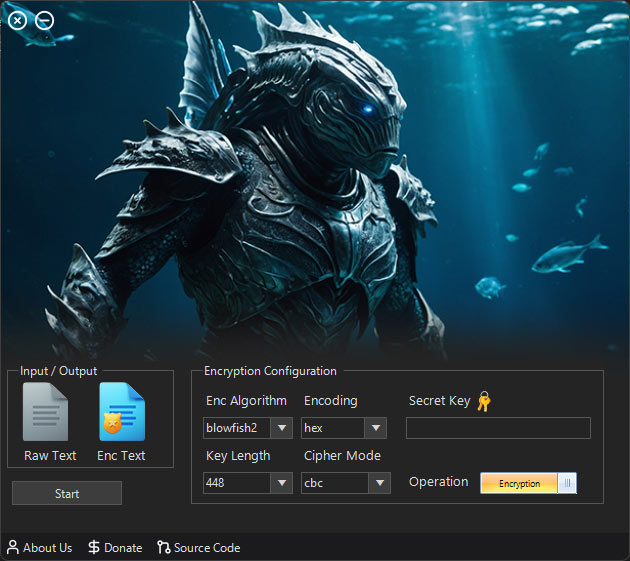 Input / Output
Raw Text
Enc Text
Start
Encryption Configuration
Enc Algorithm
Encoding
Secret Key
blowfish2
hex
Key Length
Cipher Mode
448
cbc
Operation
Encryption
About Us
Donate
Source Code